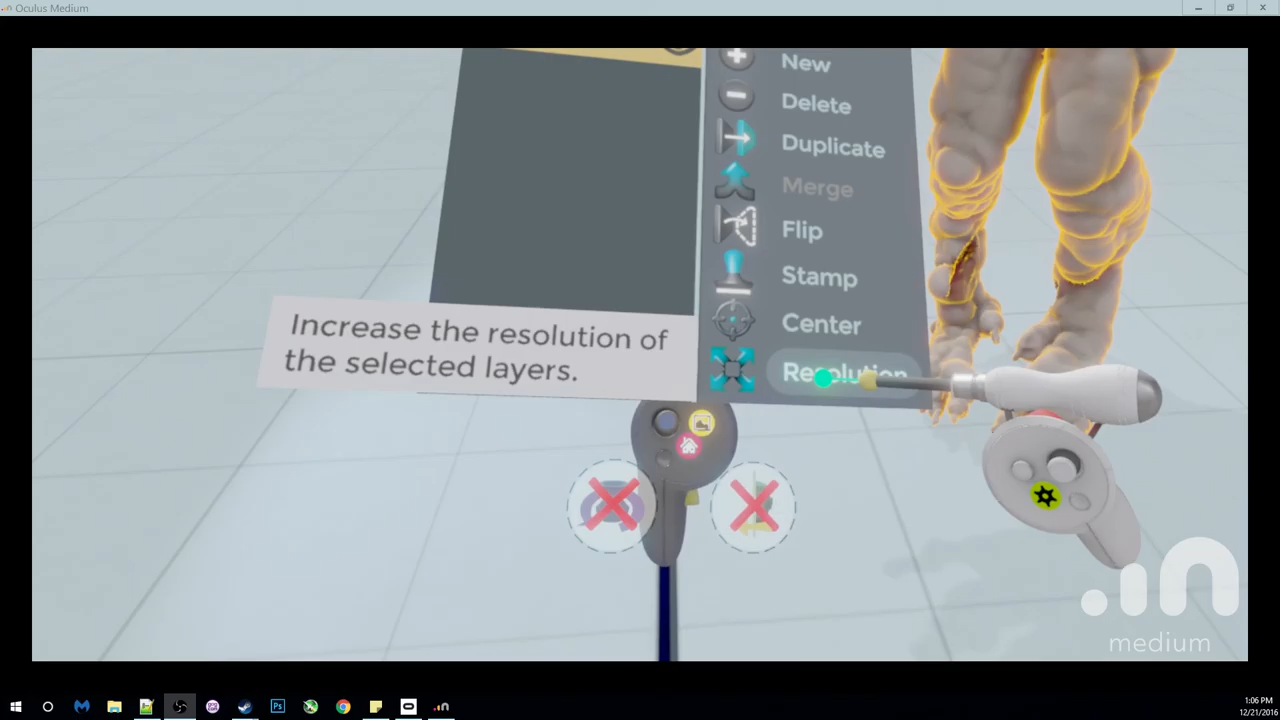 Oculus Medium
New
Delete
Duplicate
Merge
Flip
Stamp
Center
Resolution
Increase the resolution of
the selected layers.
medium
Ps
1:06 PM
12/21/2016